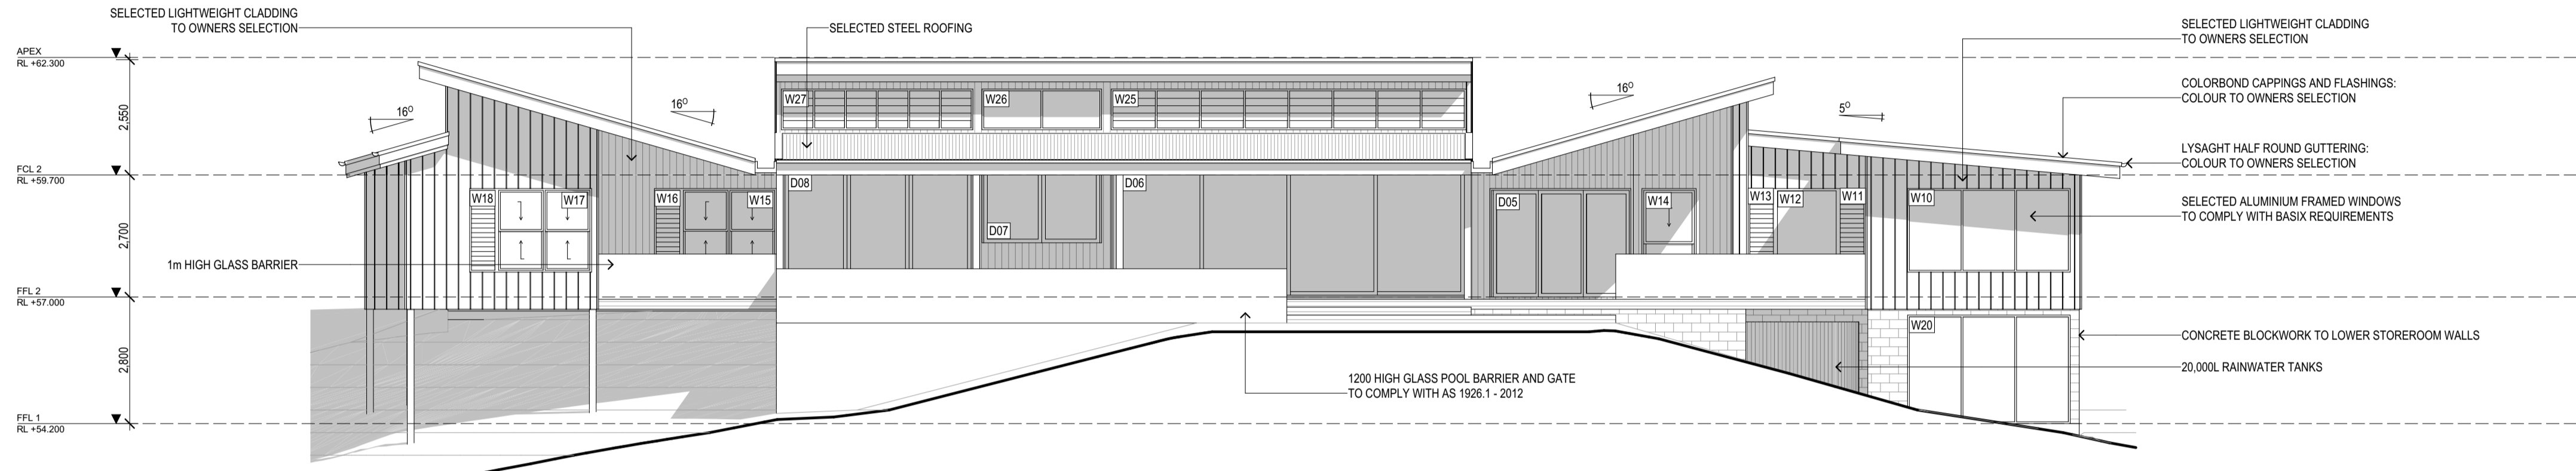 SELECTED LIGHTWEIGHT CLADDING
TO OWNERS SELECTION
SELECTED STEEL ROOFING
SELECTED LIGHTWEIGHT CLADDING
TO OWNERS SELECTION
APEX
RL +62.300
COLORBOND CAPPINGS AND FLASHINGS:
COLOUR TO OWNERS SELECTION
2,550
16O
16O
W27
W26
W25
16O
5O
LYSAGHT HALF ROUND GUTTERING:
COLOUR TO OWNERS SELECTION
FCL 2
RL +59.700
D08
D06
W18
W17
W16
W15
D07
D05
W14
W13
W12
W11
W10
SELECTED ALUMINIUM FRAMED WINDOWS
TO COMPLY WITH BASIX REQUIREMENTS
2,700
1m HIGH GLASS BARRIER
FFL 2
RL +57.000
W20
CONCRETE BLOCKWORK TO LOWER STOREROOM WALLS
2,800
20,000L RAINWATER TANKS
1200 HIGH GLASS POOL BARRIER AND GATE
TO COMPLY WITH AS 1926.1 - 2012
FFL 1
RL +54.200